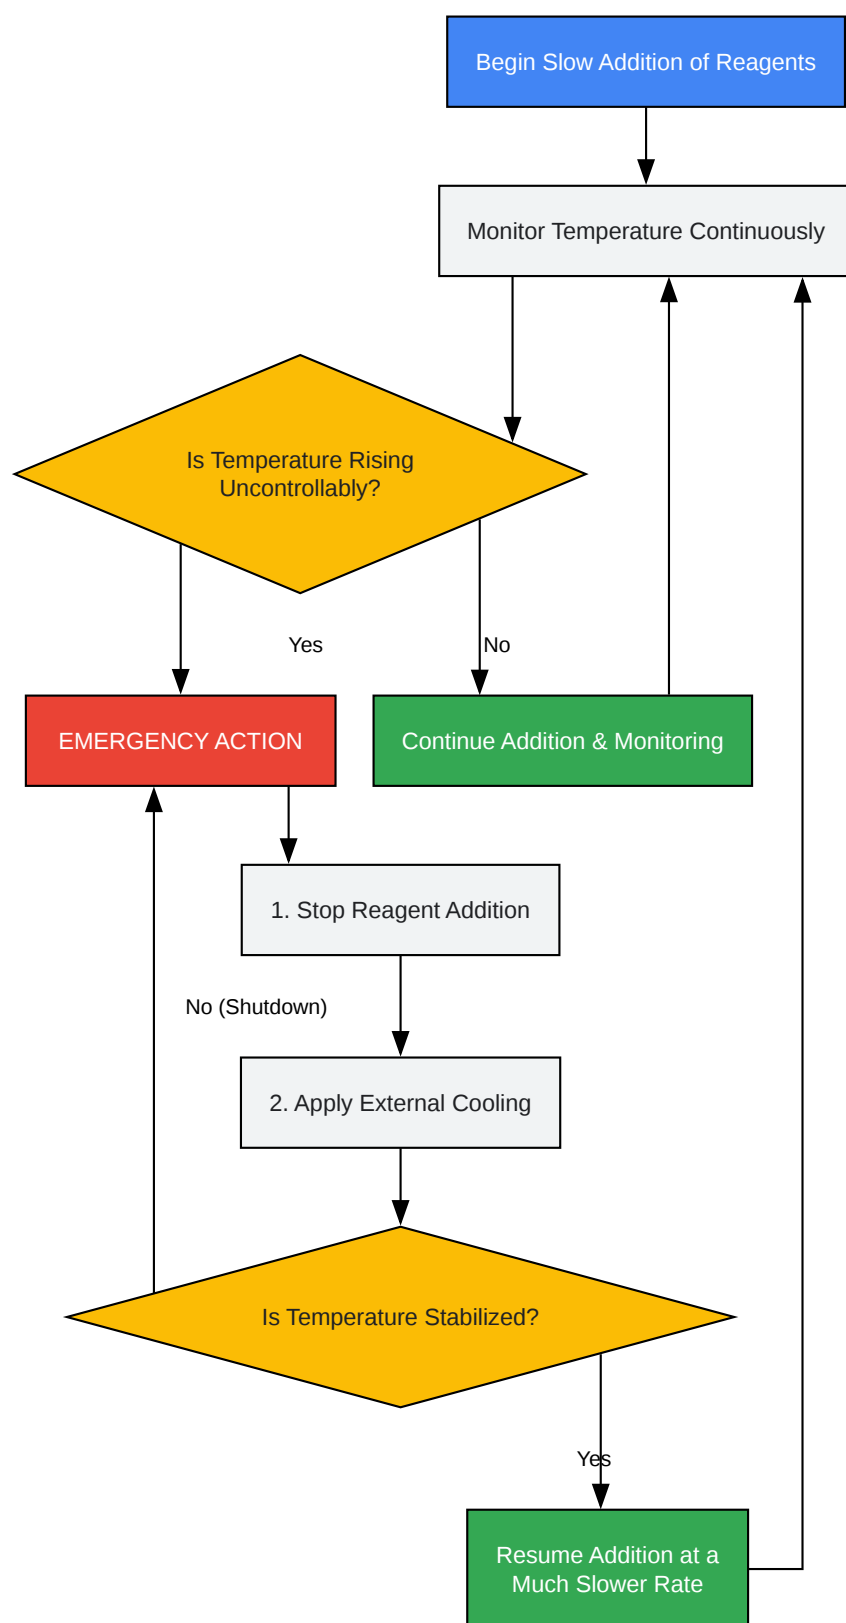 Begin Slow Addition of Reagents
Monitor Temperature Continuously
Is Temperature Rising
Uncontrollably?
Yes
No
EMERGENCY ACTION
Continue Addition & Monitoring
1. Stop Reagent Addition
No (Shutdown)
2. Apply External Cooling
Is Temperature Stabilized?
Yes
Resume Addition at a
Much Slower Rate